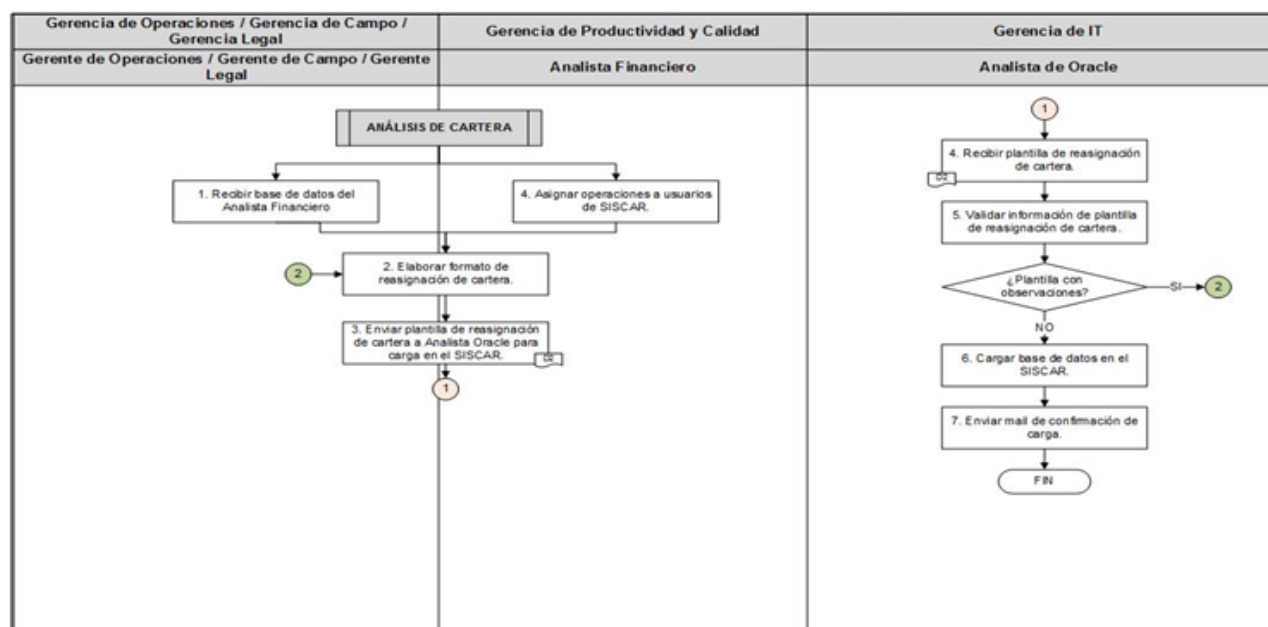 Gerencia de Operaciones / Gerencia de Campo /
Gerencia Legal
Gerencia de Productividad y Calidad
Gerencia de IT
Gerente de Operaciones / Gerente de Campo / Gerente
Legal
Analista Financiero
Analista de Oracle
ANÁLISIS DE CARTERA
1. Recibir base de datos del
Analista Financiero
4. Asignar operaciones a usuarios
de SISCAR.
2
2. Elaborar formato de
reasignación de cartera.
3. Enviar plantilla de reasignación
de cartera a Analista Oracle para
carga en el SISCAR.
1
1
4. Recibir plantilla de reasignación
de cartera.
5. Validar información de plantilla
de reasignación de cartera.
¿Plantilla con
observaciones?
SI
2
NO
6. Cargar base de datos en el
SISCAR.
7. Enviar mail de confirmación de
carga.
FIN